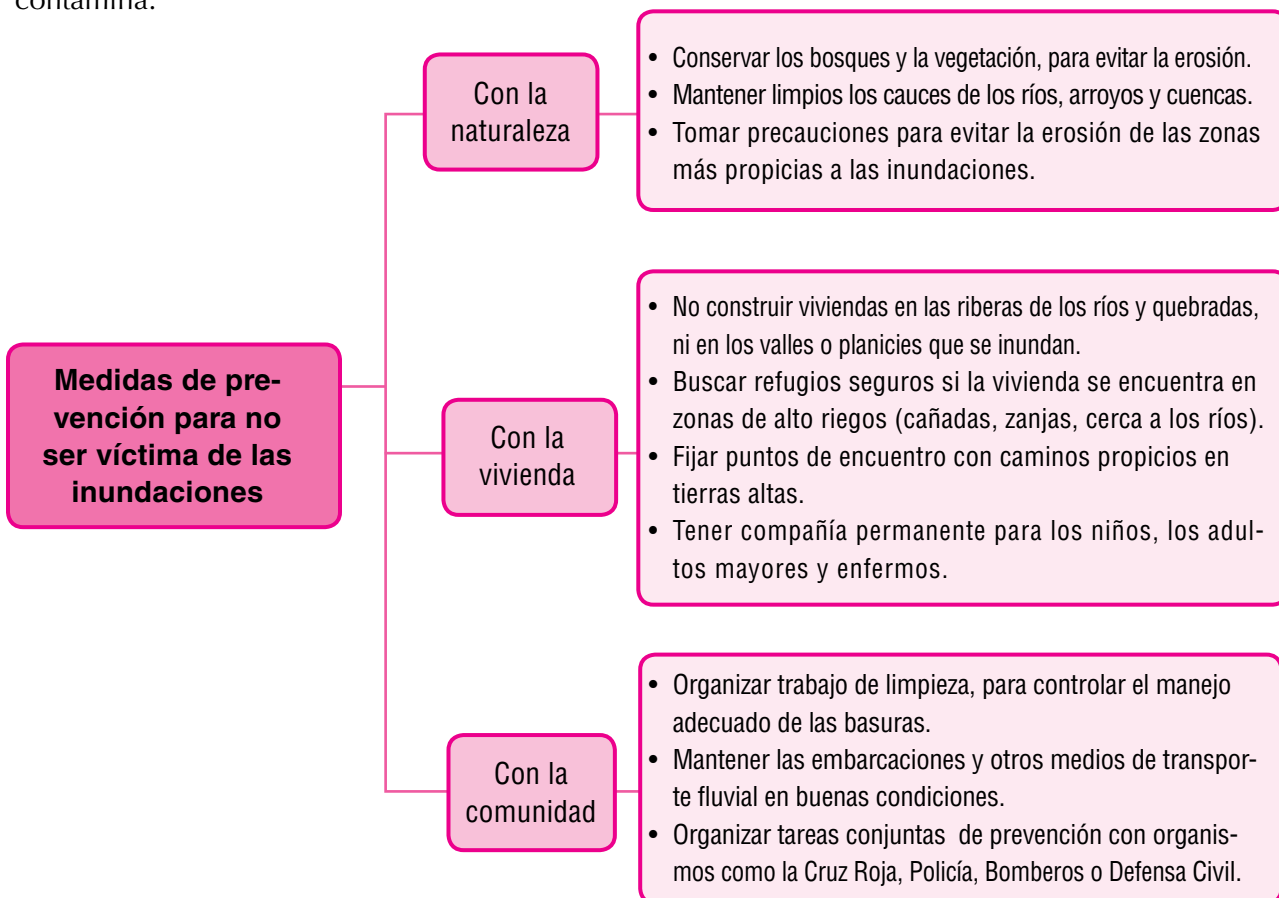 contamina.
Con la
naturaleza
• Conservar los bosques y la vegetación, para evitar la erosión.
• Mantener limpios los cauces de los ríos, arroyos y cuencas.
• Tomar precauciones para evitar la erosión de las zonas
más propicias a las inundaciones.
Medidas de pre-
vención para no
ser víctima de las
inundaciones
Con la
vivienda
• No construir viviendas en las riberas de los ríos y quebradas,
ni en los valles o planicies que se inundan.
• Buscar refugios seguros si la vivienda se encuentra en
zonas de alto riegos (cañadas, zanjas, cerca a los ríos).
• Fijar puntos de encuentro con caminos propicios en
tierras altas.
• Tener compañía permanente para los niños, los adul-
tos mayores y enfermos.
Con la
comunidad
• Organizar trabajo de limpieza, para controlar el manejo
adecuado de las basuras.
• Mantener las embarcaciones y otros medios de transpor-
te fluvial en buenas condiciones.
• Organizar tareas conjuntas de prevención con organis-
mos como la Cruz Roja, Policía, Bomberos o Defensa Civil.